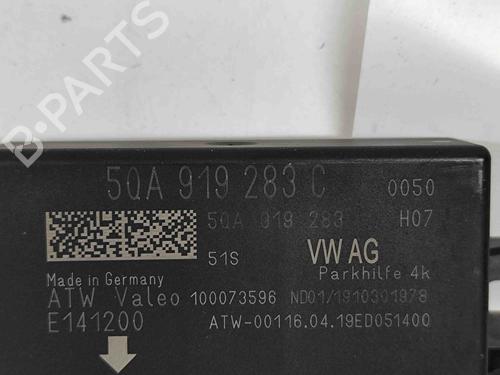 5QA 919 283 C
0050
5QA 919 283
H07
51S
VW AG
Parkhilfe 4k
Made in Germany
ATW Valeo 100073596 ND01/1910301978
E141200
ATW-00116.04.19ED051400
B-PARTS